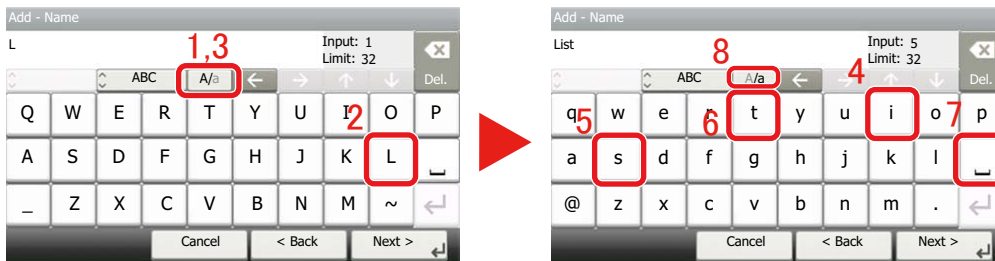 Add - Name
L
Input: 1
Limit: 32
1,3
ABC
A/a
Del.
Q W E R T Y U I O P
2
A S D F G H J K L
_ Z X C V B N M ~
Cancel
< Back
Next >
Add - Name
List
Input: 5
Limit: 32
8
4
ABC
A/a
Del.
q w e r t y u i o p
5
6
7
a s d f g h j k l
@ z x c v b n m .
Cancel
< Back
Next >